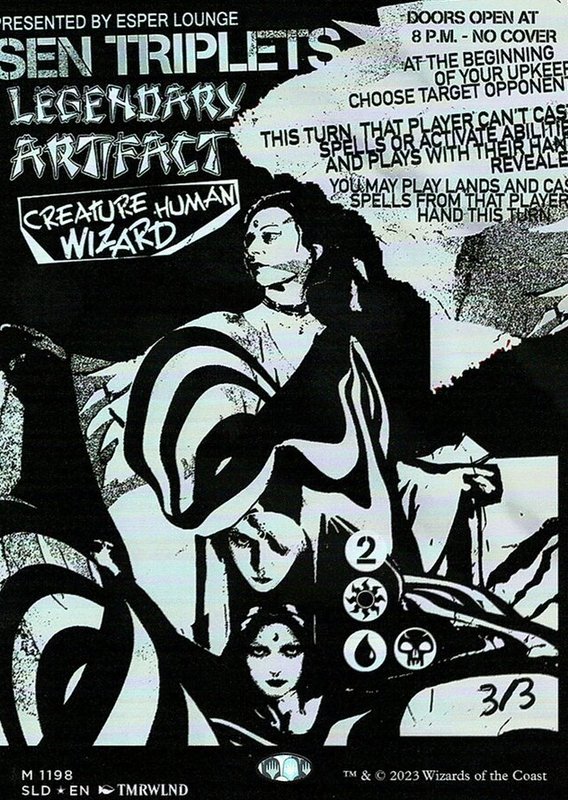 PRESENTED BY ESPER LOUNGE
SEN TRIPLETS
LEGENDARY
ARTIFACT
CREATURE HUMAN
WIZARD
DOORS OPEN AT
8 P.M. - NO COVER
AT THE BEGINNING
OF YOUR UPKEEP
CHOOSE TARGET OPPONENT
THIS TURN, THAT PLAYER CAN'T CAST
SPELLS OR ACTIVATE ABILITIE
AND PLAYS WITH THEIR HAND
REVEALE
YOU MAY PLAY LANDS AND CAS
SPELLS FROM THAT PLAYER
HAND THIS TURN
2
3/3
M 1198
SLD ★ EN TMRWLND
™ & © 2023 Wizards of the Coast